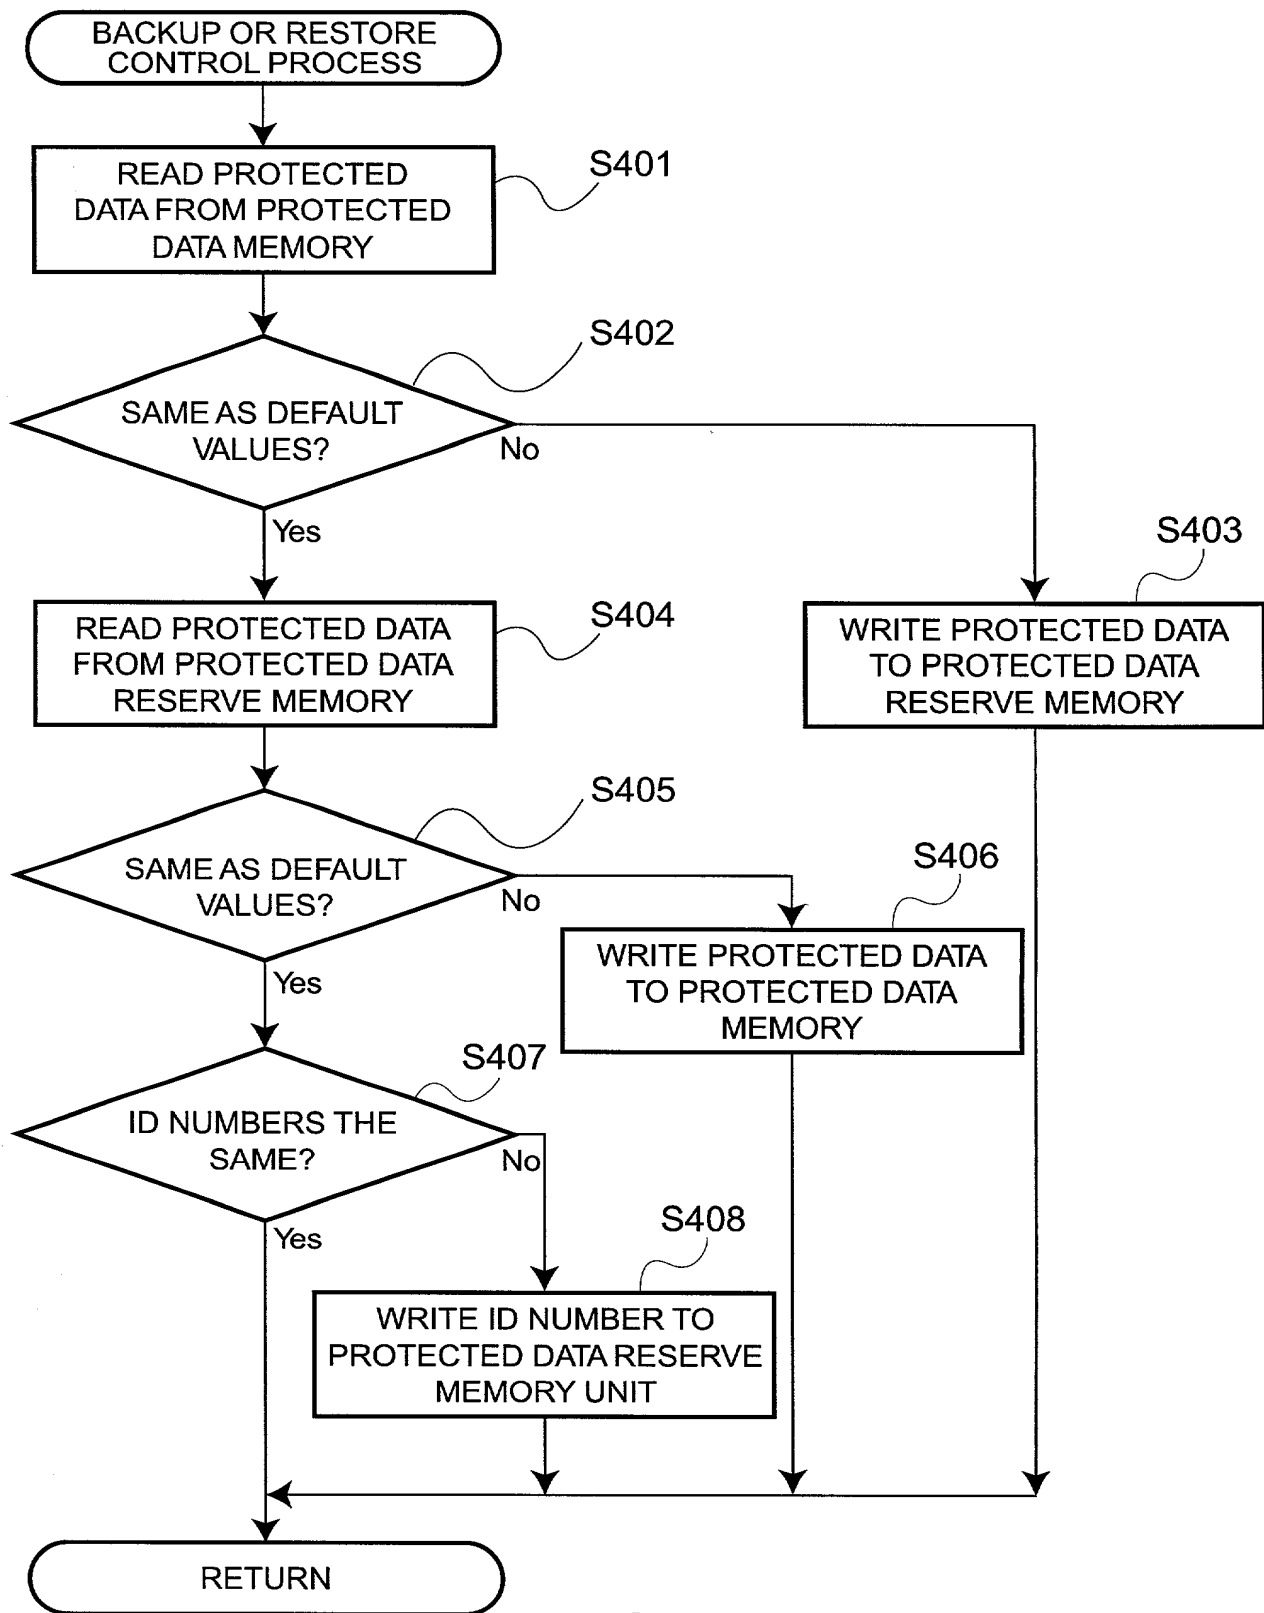 BACKUP OR RESTORE
CONTROL PROCESS
READ PROTECTED
DATA FROM PROTECTED
DATA MEMORY
S401
S402
SAME AS DEFAULT
VALUES?
No
Yes
S403
WRITE PROTECTED DATA
TO PROTECTED DATA
RESERVE MEMORY
S404
READ PROTECTED DATA
FROM PROTECTED DATA
RESERVE MEMORY
S405
SAME AS DEFAULT
VALUES?
No
Yes
S406
WRITE PROTECTED DATA
TO PROTECTED DATA
MEMORY
S407
ID NUMBERS THE
SAME?
No
Yes
S408
WRITE ID NUMBER TO
PROTECTED DATA RESERVE
MEMORY UNIT
RETURN